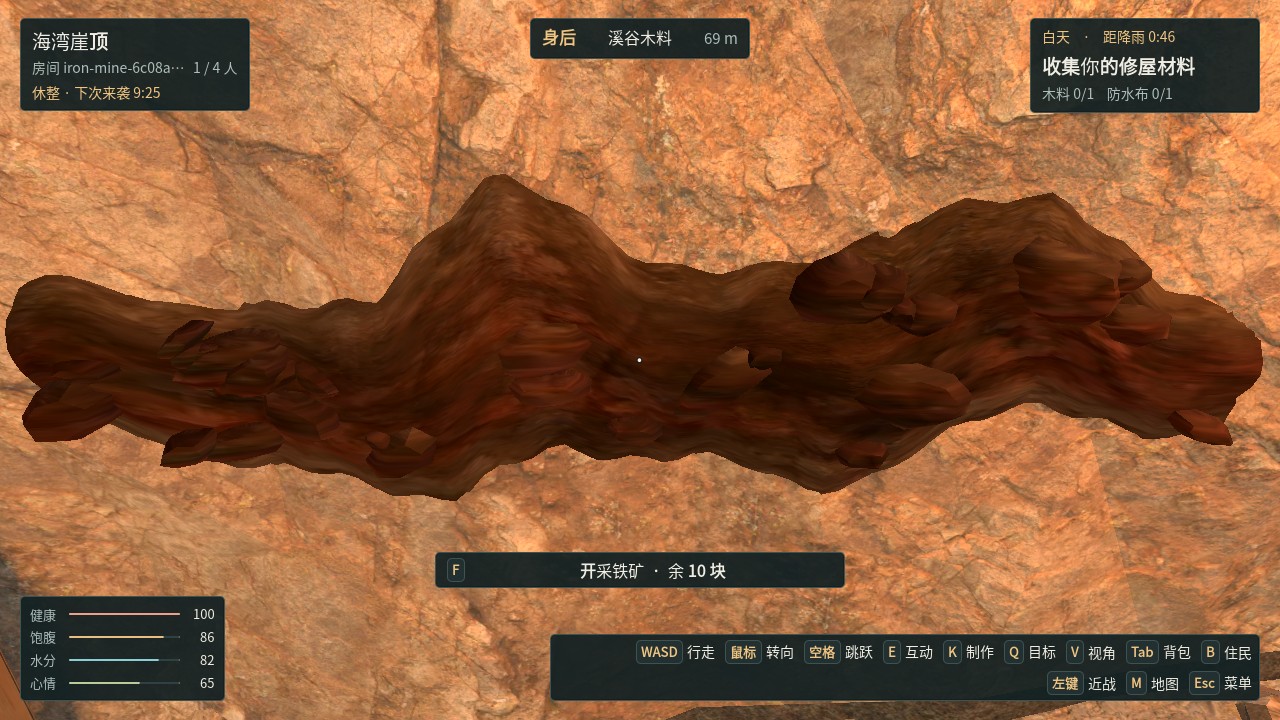 海湾崖顶
房间 iron-mine-6c08a… 1 / 4 人
休整 · 下次来袭 9:25
身后 溪谷木料 69 m
白天 · 距降雨 0:46
收集你的修屋材料
木料 0/1 防水布 0/1
F 开采铁矿 · 余 10 块
健康 100
饱腹 86
水分 82
心情 65
WASD 行走 鼠标 转向 空格 跳跃 E 互动 K 制作 Q 目标 V 视角 Tab 背包 B 住民
左键 近战 M 地图 Esc 菜单